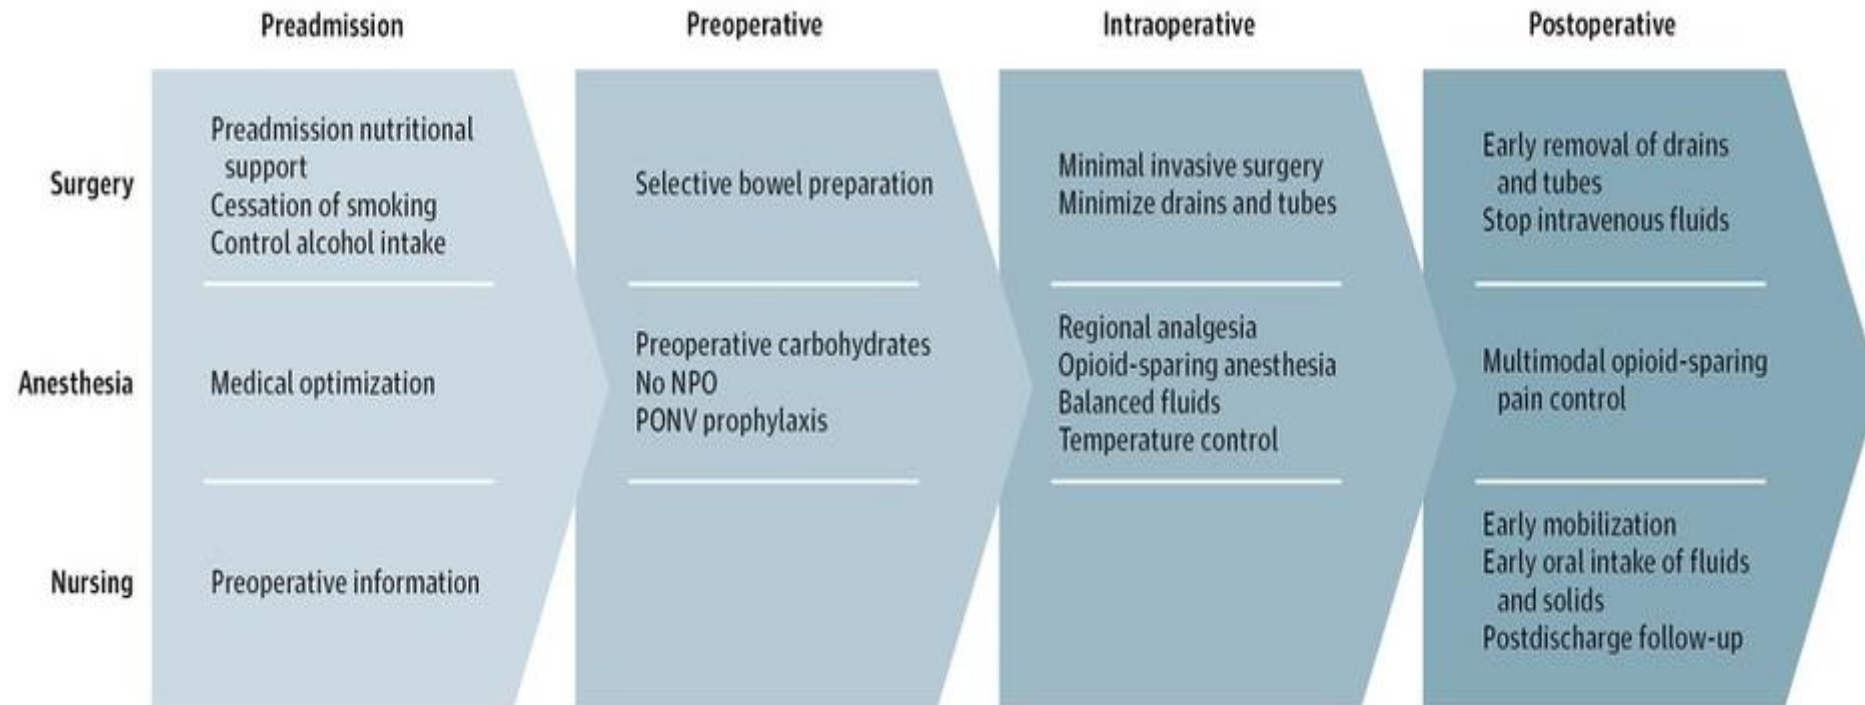 Preadmission
Preoperative
Intraoperative
Postoperative
Surgery
Preadmission nutritional
support
Cessation of smoking
Control alcohol intake
Selective bowel preparation
Minimal invasive surgery
Minimize drains and tubes
Early removal of drains
and tubes
Stop intravenous fluids
Anesthesia
Medical optimization
Preoperative carbohydrates
No NPO
PONV prophylaxis
Regional analgesia
Opioid-sparing anesthesia
Balanced fluids
Temperature control
Multimodal opioid-sparing
pain control
Nursing
Preoperative information
Early mobilization
Early oral intake of fluids
and solids
Postdischarge follow-up